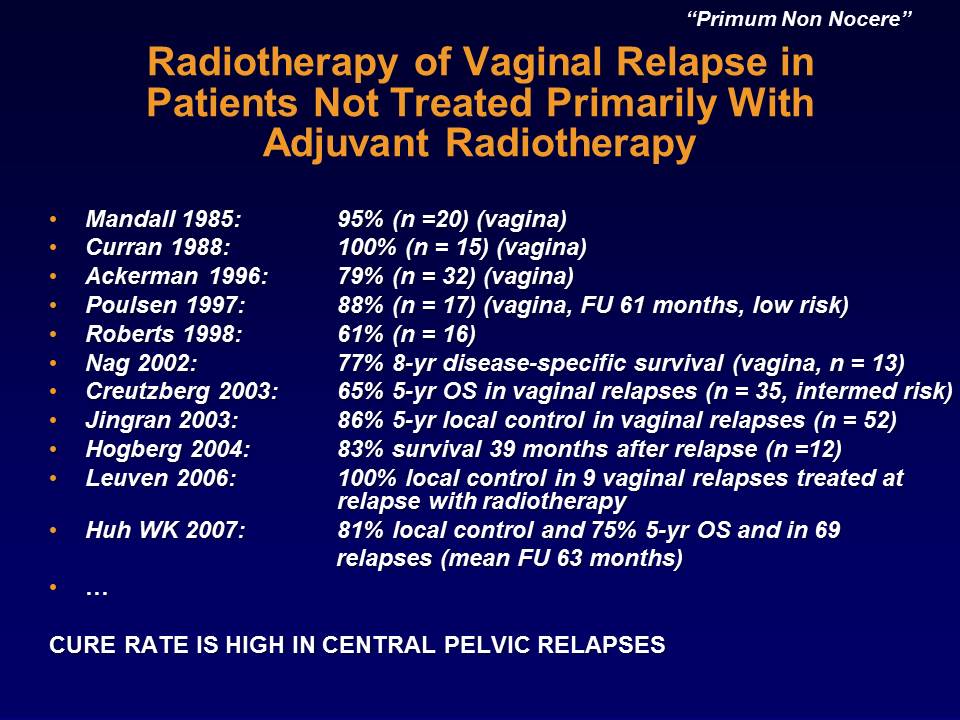 “Primum Non Nocere”
Radiotherapy of Vaginal Relapse in
Patients Not Treated Primarily With
Adjuvant Radiotherapy
• Mandall 1985: 95% (n =20) (vagina)
• Curran 1988: 100% (n = 15) (vagina)
• Ackerman 1996: 79% (n = 32) (vagina)
• Poulsen 1997: 88% (n = 17) (vagina, FU 61 months, low risk)
• Roberts 1998: 61% (n = 16)
• Nag 2002: 77% 8-yr disease-specific survival (vagina, n = 13)
• Creutzberg 2003: 65% 5-yr OS in vaginal relapses (n = 35, intermed risk)
• Jingran 2003: 86% 5-yr local control in vaginal relapses (n = 52)
• Hogberg 2004: 83% survival 39 months after relapse (n =12)
• Leuven 2006: 100% local control in 9 vaginal relapses treated at
relapse with radiotherapy
• Huh WK 2007: 81% local control and 75% 5-yr OS and in 69
relapses (mean FU 63 months)
• …
CURE RATE IS HIGH IN CENTRAL PELVIC RELAPSES